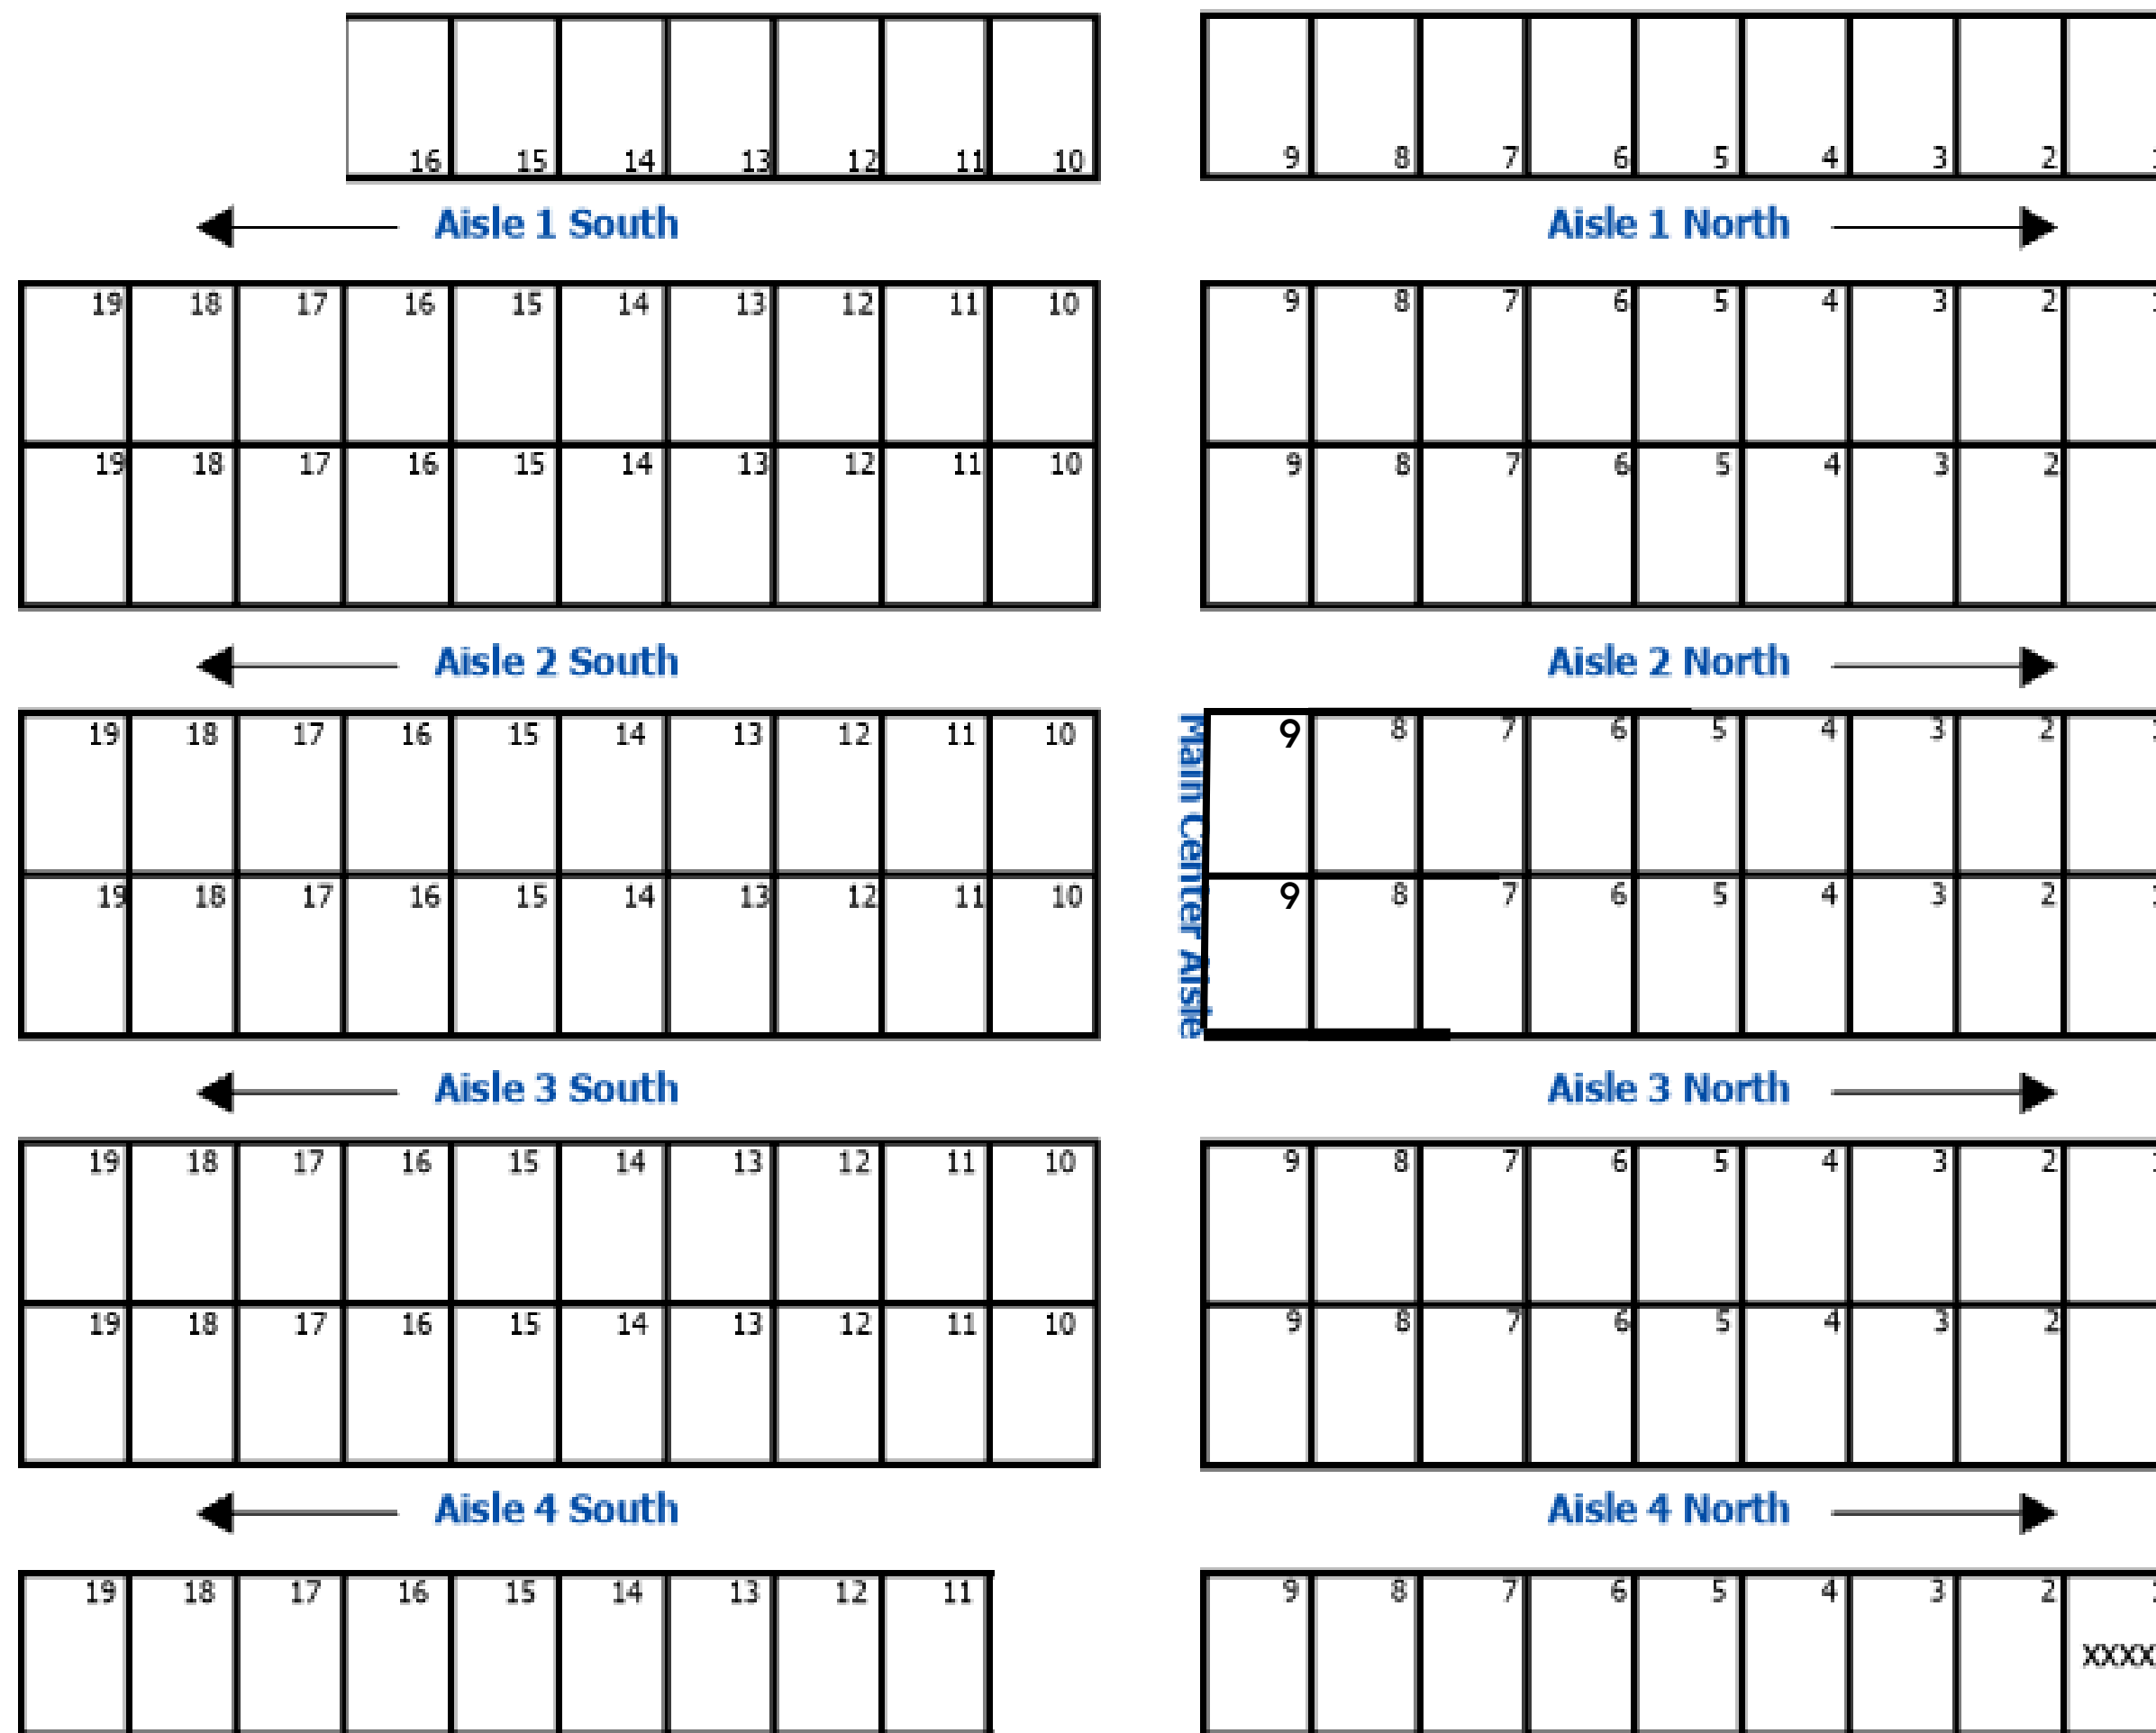 16 15 14 13 12 11 10 9 8 7 6 5 4 3 2
Aisle 1 South Aisle 1 North
19 18 17 16 15 14 13 12 11 10 9 8 7 6 5 4 3 2
19 18 17 16 15 14 13 12 11 10 9 8 7 6 5 4 3 2
Aisle 2 South Aisle 2 North
19 18 17 16 15 14 13 12 11 10 9 8 7 6 5 4 3 2
Main Center Aisle
19 18 17 16 15 14 13 12 11 10 9 8 7 6 5 4 3 2
Aisle 3 South Aisle 3 North
19 18 17 16 15 14 13 12 11 10 9 8 7 6 5 4 3 2
19 18 17 16 15 14 13 12 11 10 9 8 7 6 5 4 3 2
Aisle 4 South Aisle 4 North
19 18 17 16 15 14 13 12 11 9 8 7 6 5 4 3 2
xxxx